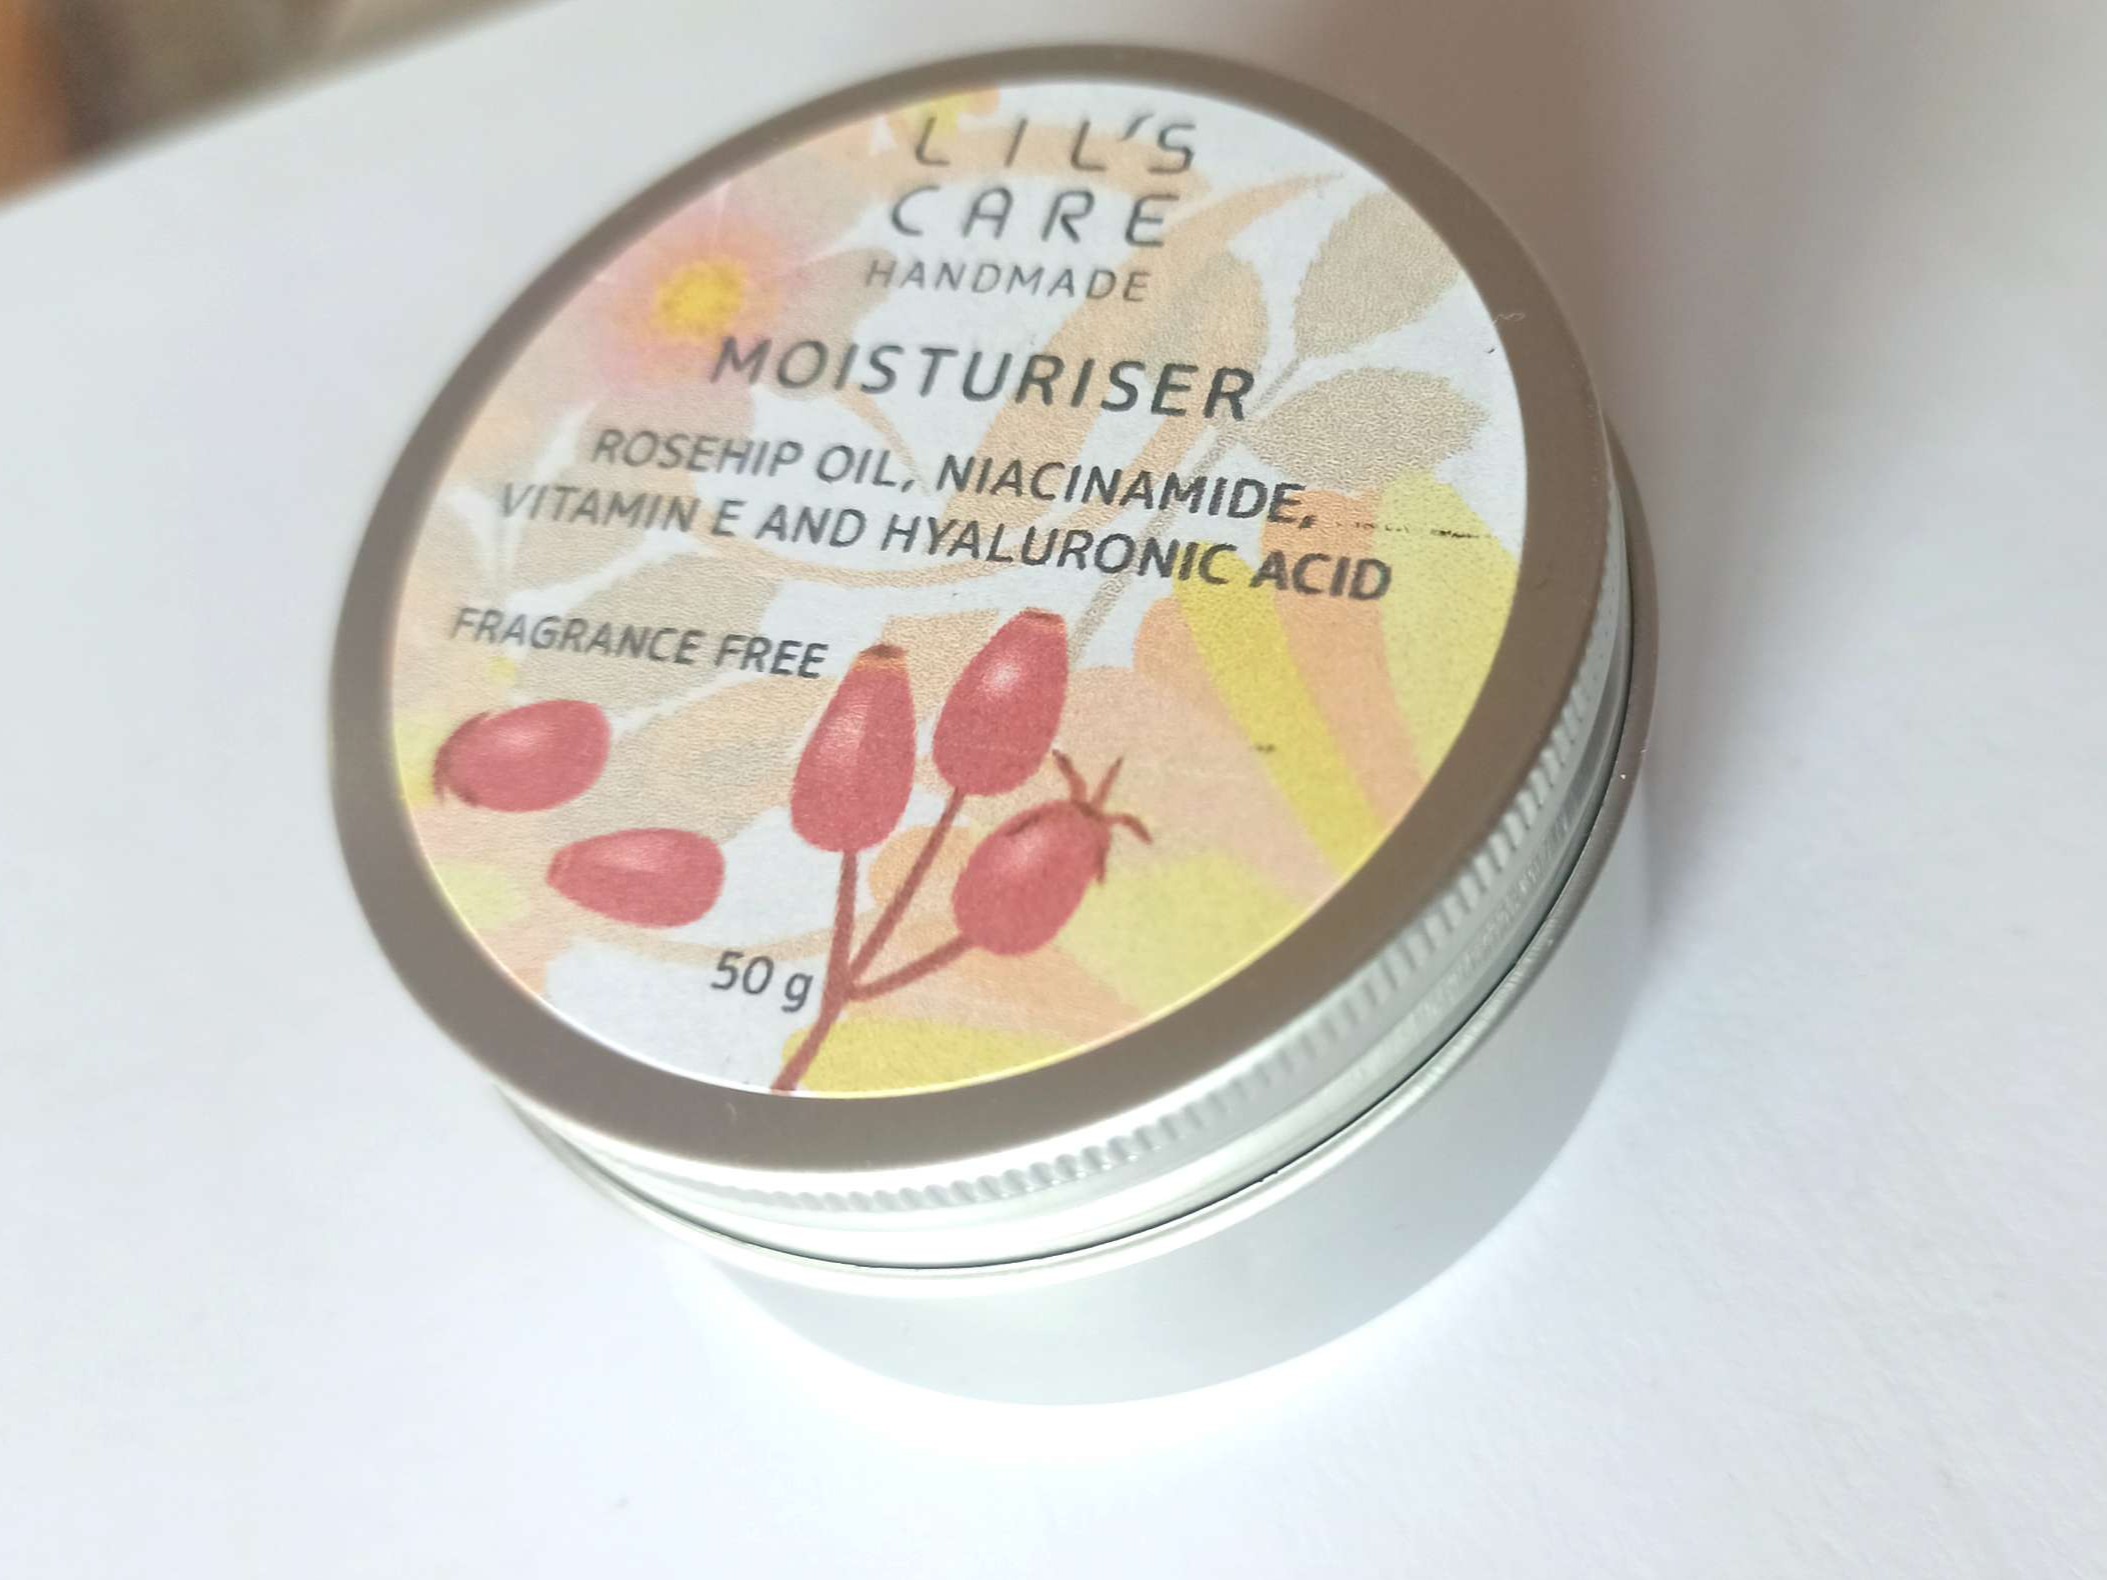 LIL'S
CARE
HANDMADE
MOISTURISER
ROSEHIP OIL, NIACINAMIDE,
VITAMIN E AND HYALURONIC ACID
FRAGRANCE FREE
50 g